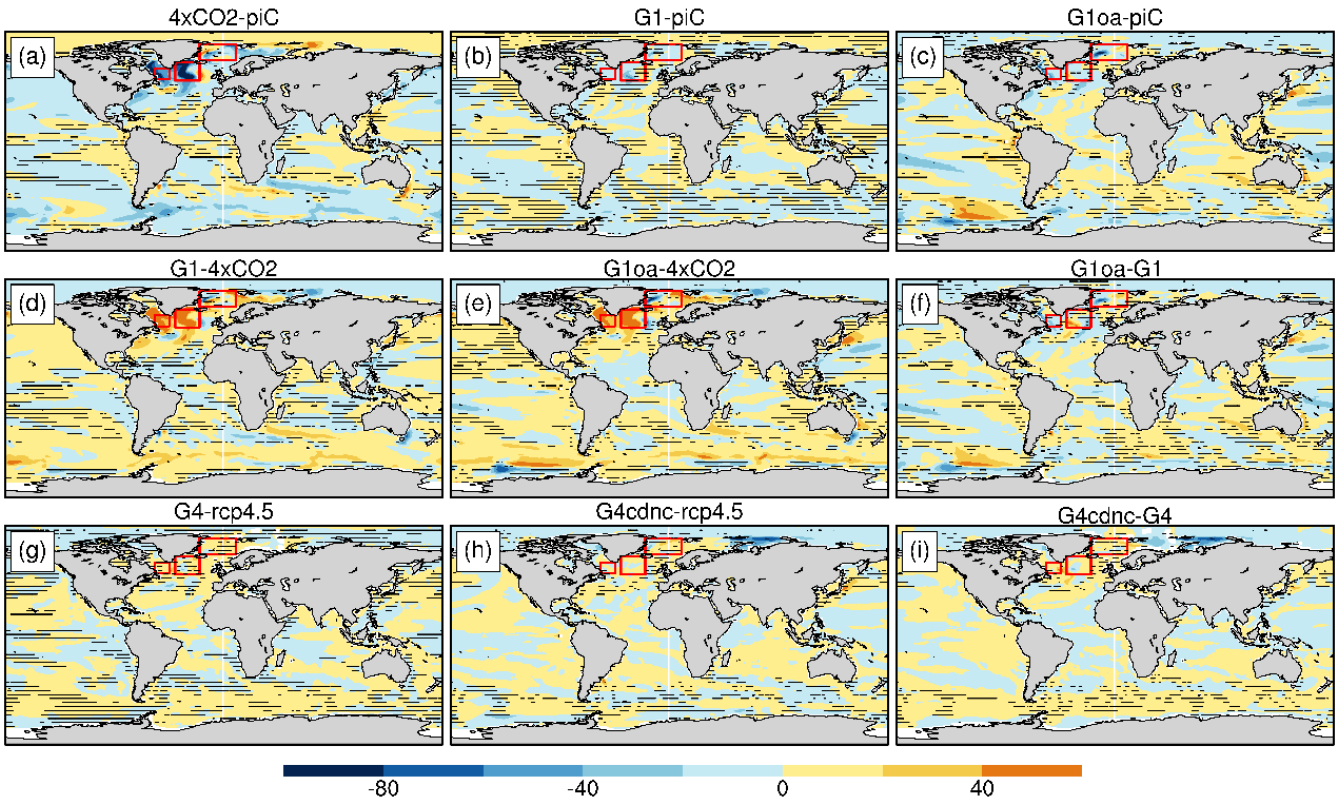 4xCO2-piC
G1-piC
G1oa-piC
(a)
(b)
(c)
G1-4xCO2
G1oa-4xCO2
G1oa-G1
(d)
(e)
(f)
G4-rcp4.5
G4cdnc-rcp4.5
G4cdnc-G4
(g)
(h)
(i)
-80
-40
0
40